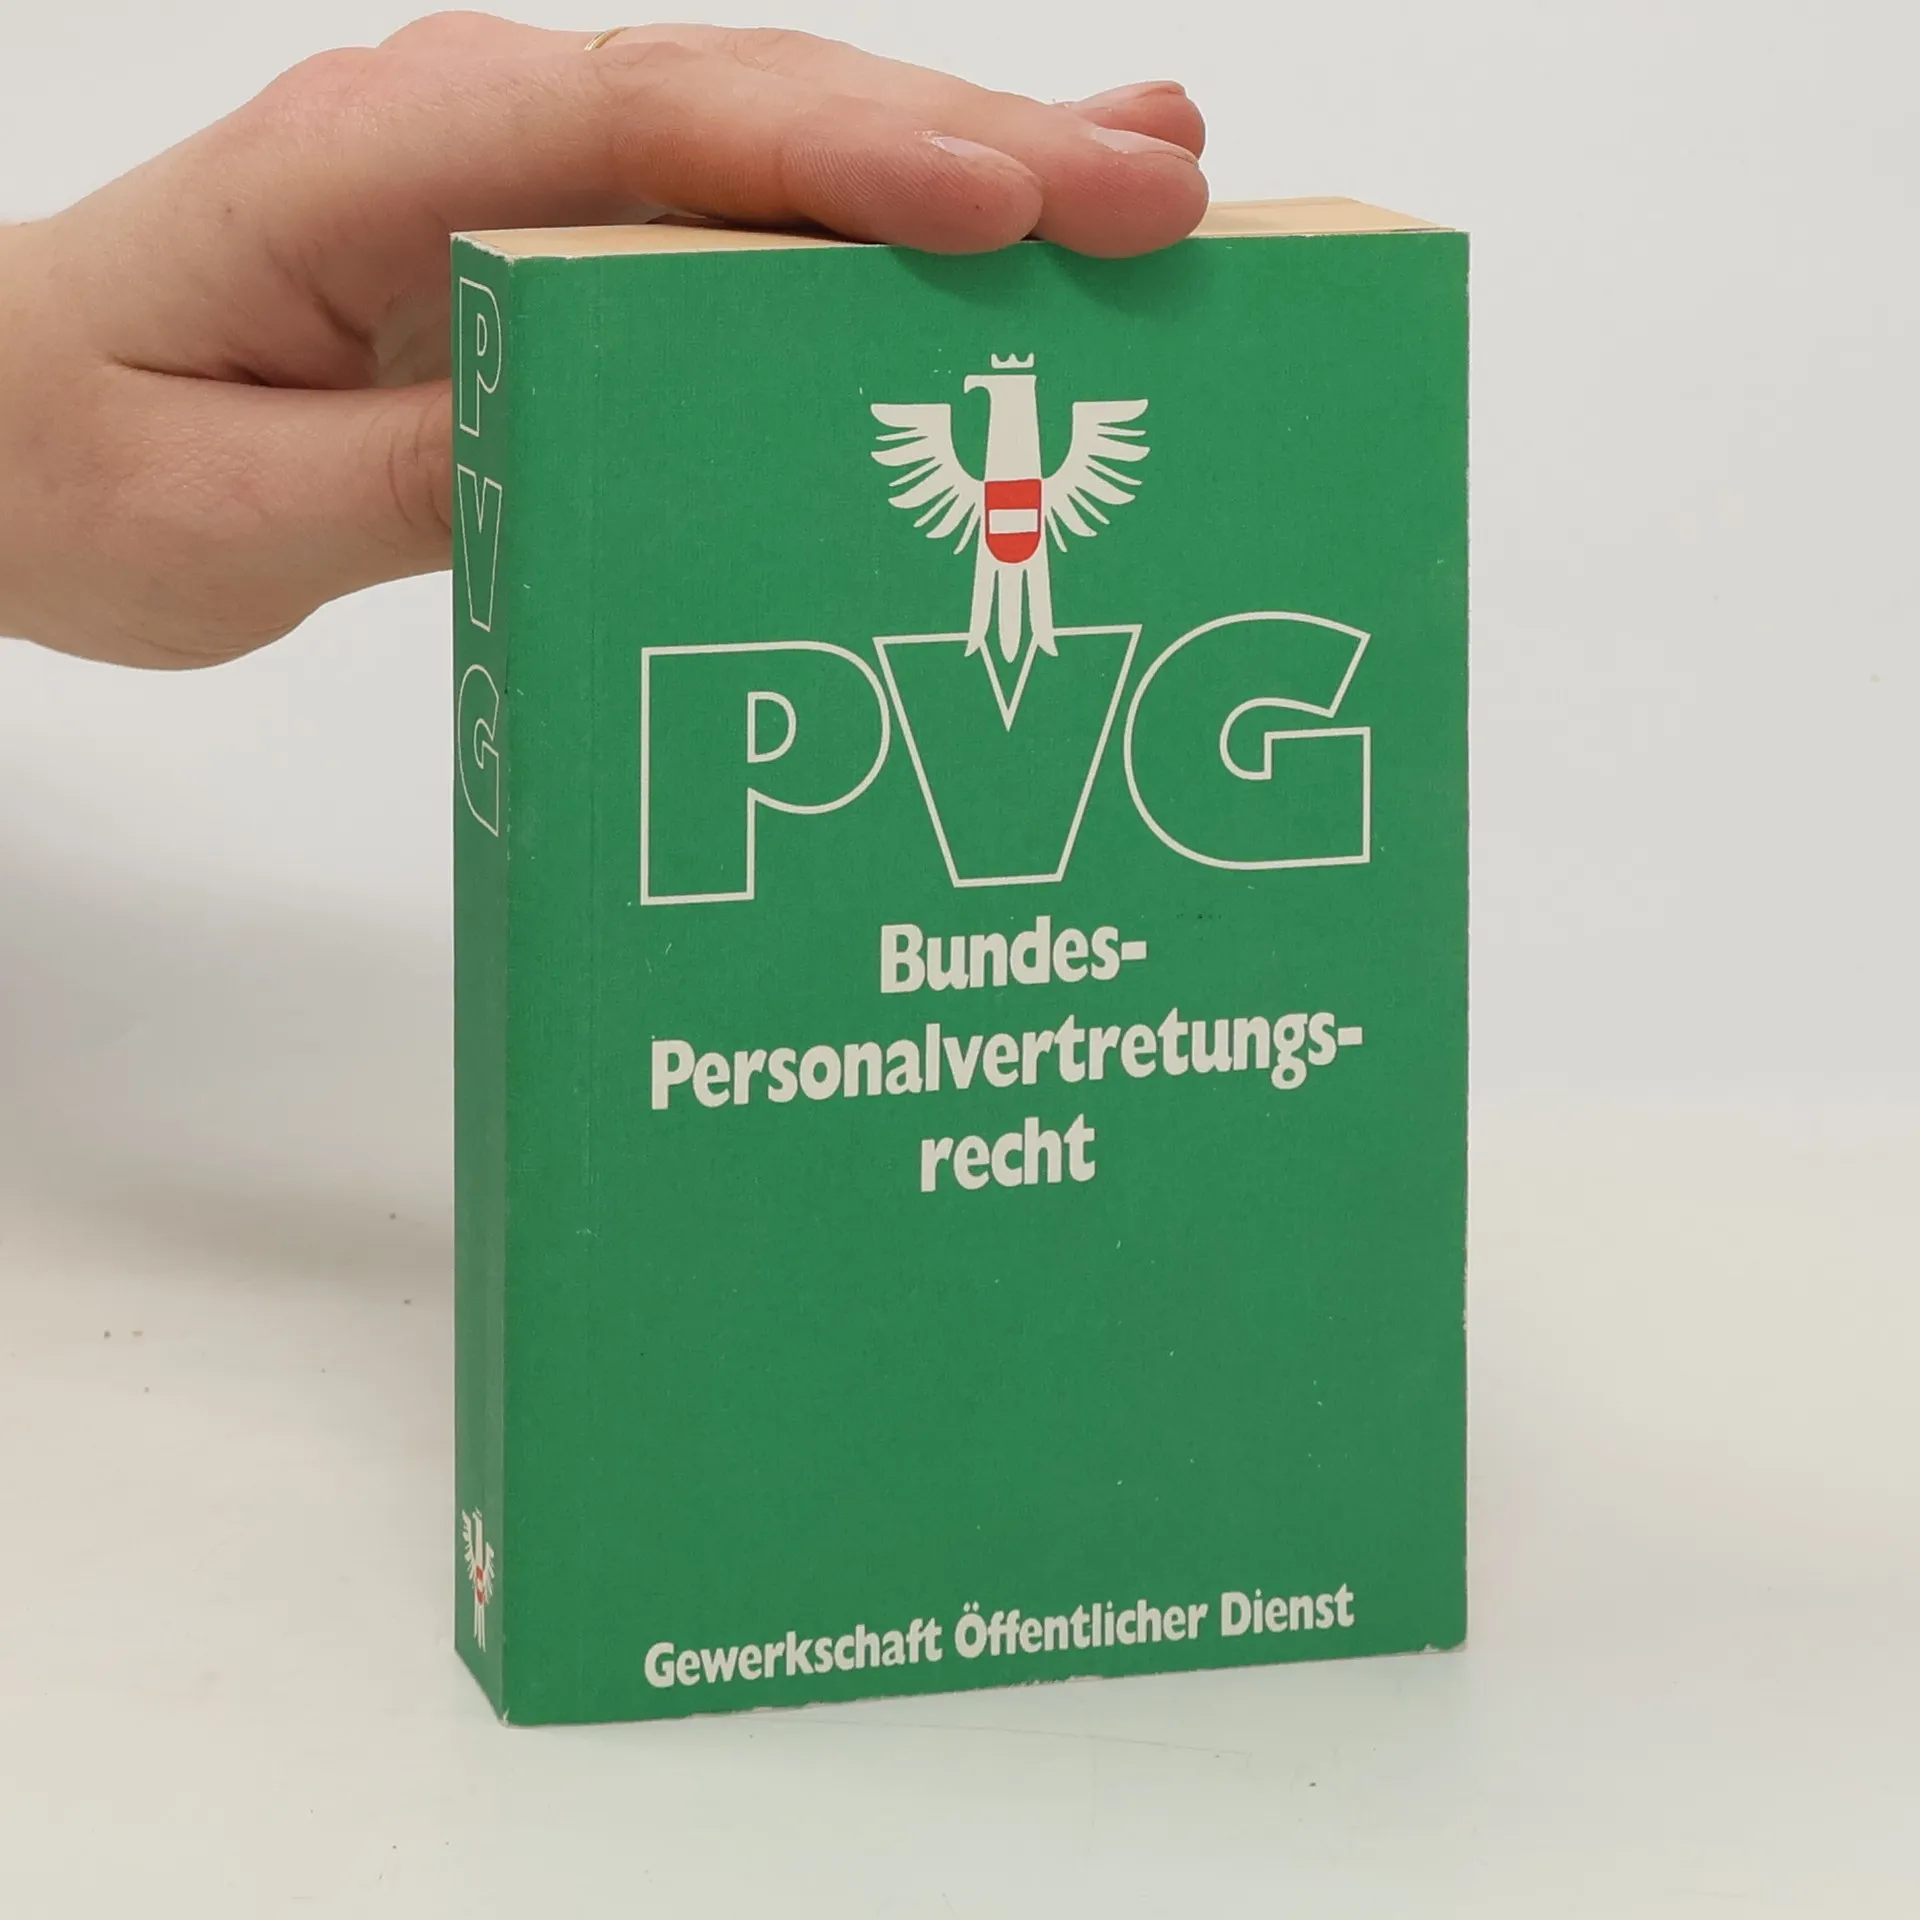 PVG
PVG
Bundes-
Personalvertretungs-
recht
Gewerkschaft Öffentlicher Dienst